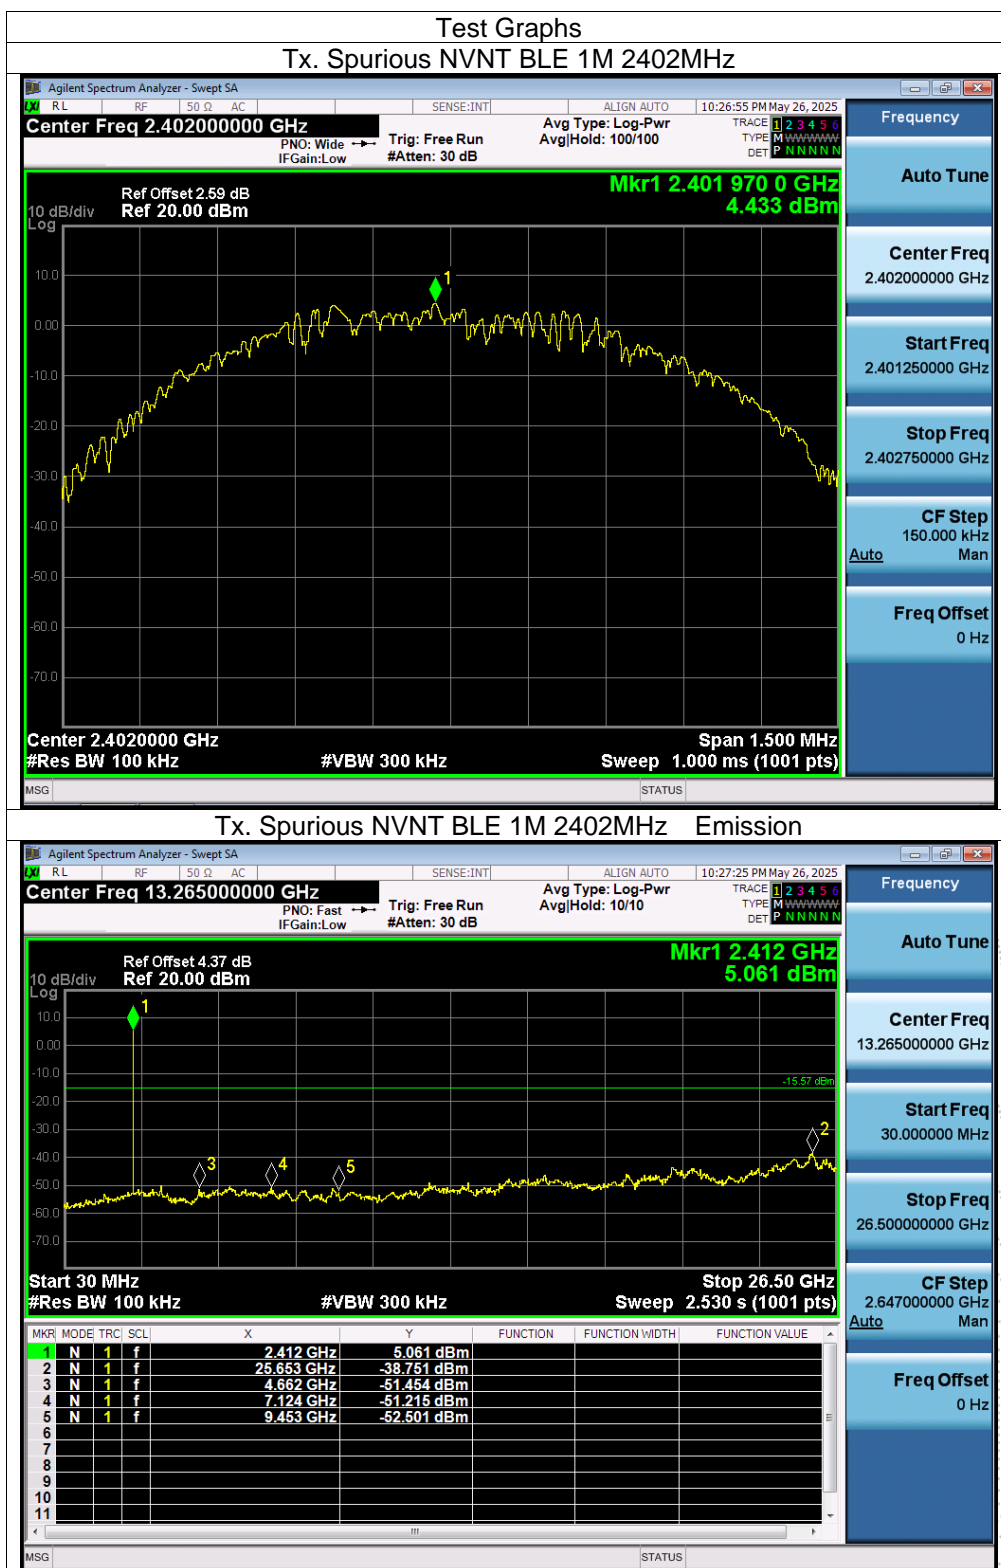 Test Graphs
Tx. Spurious NVNT BLE 1M 2402MHz
Agilent Spectrum Analyzer - Swept SA
LXI RL RF 50 Ω AC SENSE:INT ALIGN AUTO 10:26:55 PM May 26, 2025
Center Freq 2.402000000 GHz
PNO: Wide
IFGain:Low
Trig: Free Run
#Atten: 30 dB
Avg Type: Log-Pwr
Avg|Hold: 100/100
TRACE 1 2 3 4 5 6
TYPE M WWWWW
DET P N N N N N
Mkr1 2.401 970 0 GHz
4.433 dBm
Ref Offset 2.59 dB
10 dB/div Ref 20.00 dBm
Log
1
10.0
0.00
-10.0
-20.0
-30.0
-40.0
-50.0
-60.0
-70.0
Center 2.4020000 GHz Span 1.500 MHz
#Res BW 100 kHz #VBW 300 kHz Sweep 1.000 ms (1001 pts)
MSG STATUS
Frequency
Auto Tune
Center Freq
2.402000000 GHz
Start Freq
2.401250000 GHz
Stop Freq
2.402750000 GHz
CF Step
150.000 kHz
Auto Man
Freq Offset
0 Hz
Tx. Spurious NVNT BLE 1M 2402MHz Emission
Agilent Spectrum Analyzer - Swept SA
LXI RL RF 50 Ω AC SENSE:INT ALIGN AUTO 10:27:25 PM May 26, 2025
Center Freq 13.265000000 GHz
PNO: Fast
IFGain:Low
Trig: Free Run
#Atten: 30 dB
Avg Type: Log-Pwr
Avg|Hold: 10/10
TRACE 1 2 3 4 5 6
TYPE M WWWWW
DET P N N N N N
Mkr1 2.412 GHz
5.061 dBm
Ref Offset 4.37 dB
10 dB/div Ref 20.00 dBm
Log
1
10.0
0.00
-10.0
-15.57 dBm
-20.0
-30.0
2
-40.0
3 4 5
-50.0
-60.0
-70.0
Start 30 MHz Stop 26.50 GHz
#Res BW 100 kHz #VBW 300 kHz Sweep 2.530 s (1001 pts)
MKR MODE TRC SCL X Y FUNCTION FUNCTION WIDTH FUNCTION VALUE
1 N 1 f 2.412 GHz 5.061 dBm
2 N 1 f 25.653 GHz -38.751 dBm
3 N 1 f 4.662 GHz -51.454 dBm
4 N 1 f 7.124 GHz -51.215 dBm
5 N 1 f 9.453 GHz -52.501 dBm
6
7
8
9
10
11
MSG STATUS
Frequency
Auto Tune
Center Freq
13.265000000 GHz
Start Freq
30.000000 MHz
Stop Freq
26.500000000 GHz
CF Step
2.647000000 GHz
Auto Man
Freq Offset
0 Hz